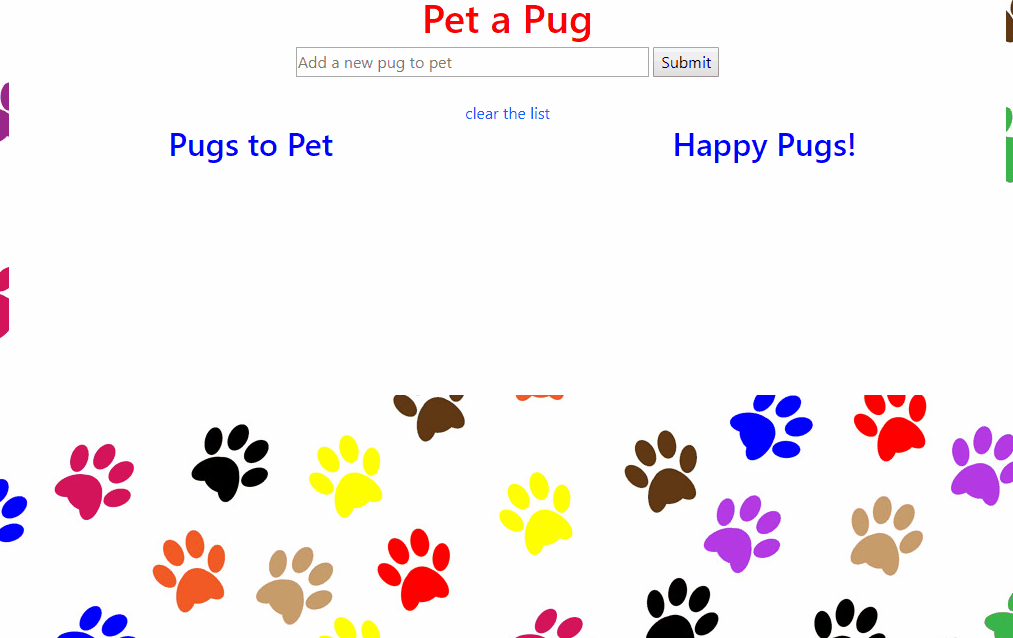 Pet a Pug
Add a new pug to pet Submit
clear the list
Pugs to Pet Happy Pugs!